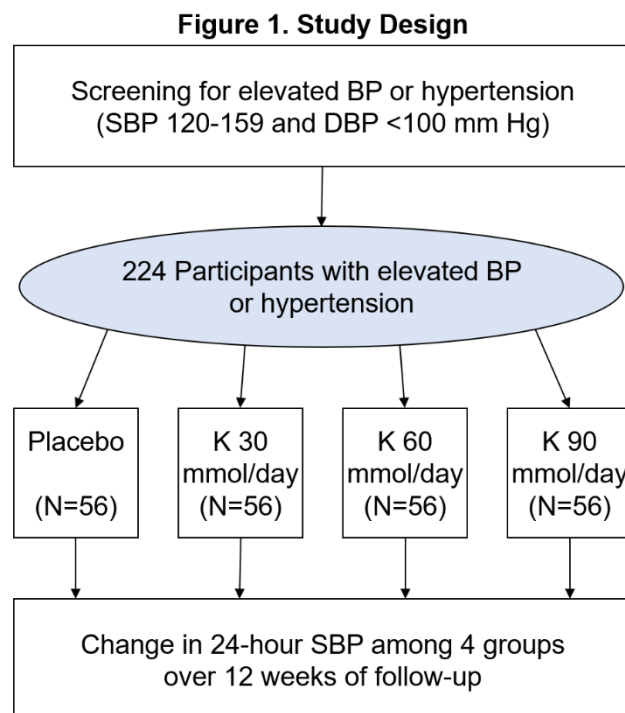 Figure 1. Study Design
Screening for elevated BP or hypertension
(SBP 120-159 and DBP <100 mm Hg)
224 Participants with elevated BP
or hypertension
Placebo
(N=56)
K 30
mmol/day
(N=56)
K 60
mmol/day
(N=56)
K 90
mmol/day
(N=56)
Change in 24-hour SBP among 4 groups
over 12 weeks of follow-up